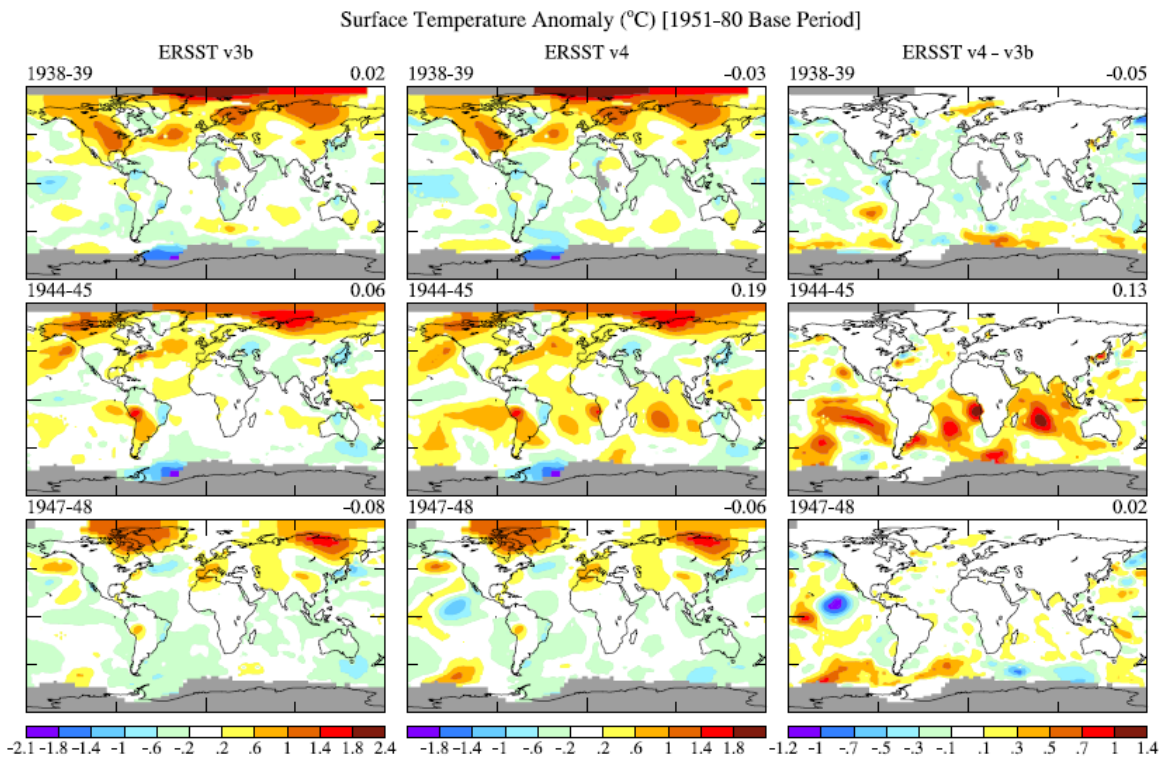 Surface Temperature Anomaly (°C) [1951-80 Base Period]
ERSST v3b ERSST v4 ERSST v4 - v3b
1938-39 0.02 1938-39 -0.03 1938-39 -0.05
1944-45 0.06 1944-45 0.19 1944-45 0.13
1947-48 -0.08 1947-48 -0.06 1947-48 0.02
-2.1 -1.8 -1.4 -1 -.6 -.2 .2 .6 1 1.4 1.8 2.4 -1.8 -1.4 -1 -.6 -.2 .2 .6 1 1.4 1.8 -1.2 -1 -.7 -.5 -.3 -.1 .1 .3 .5 .7 1 1.4